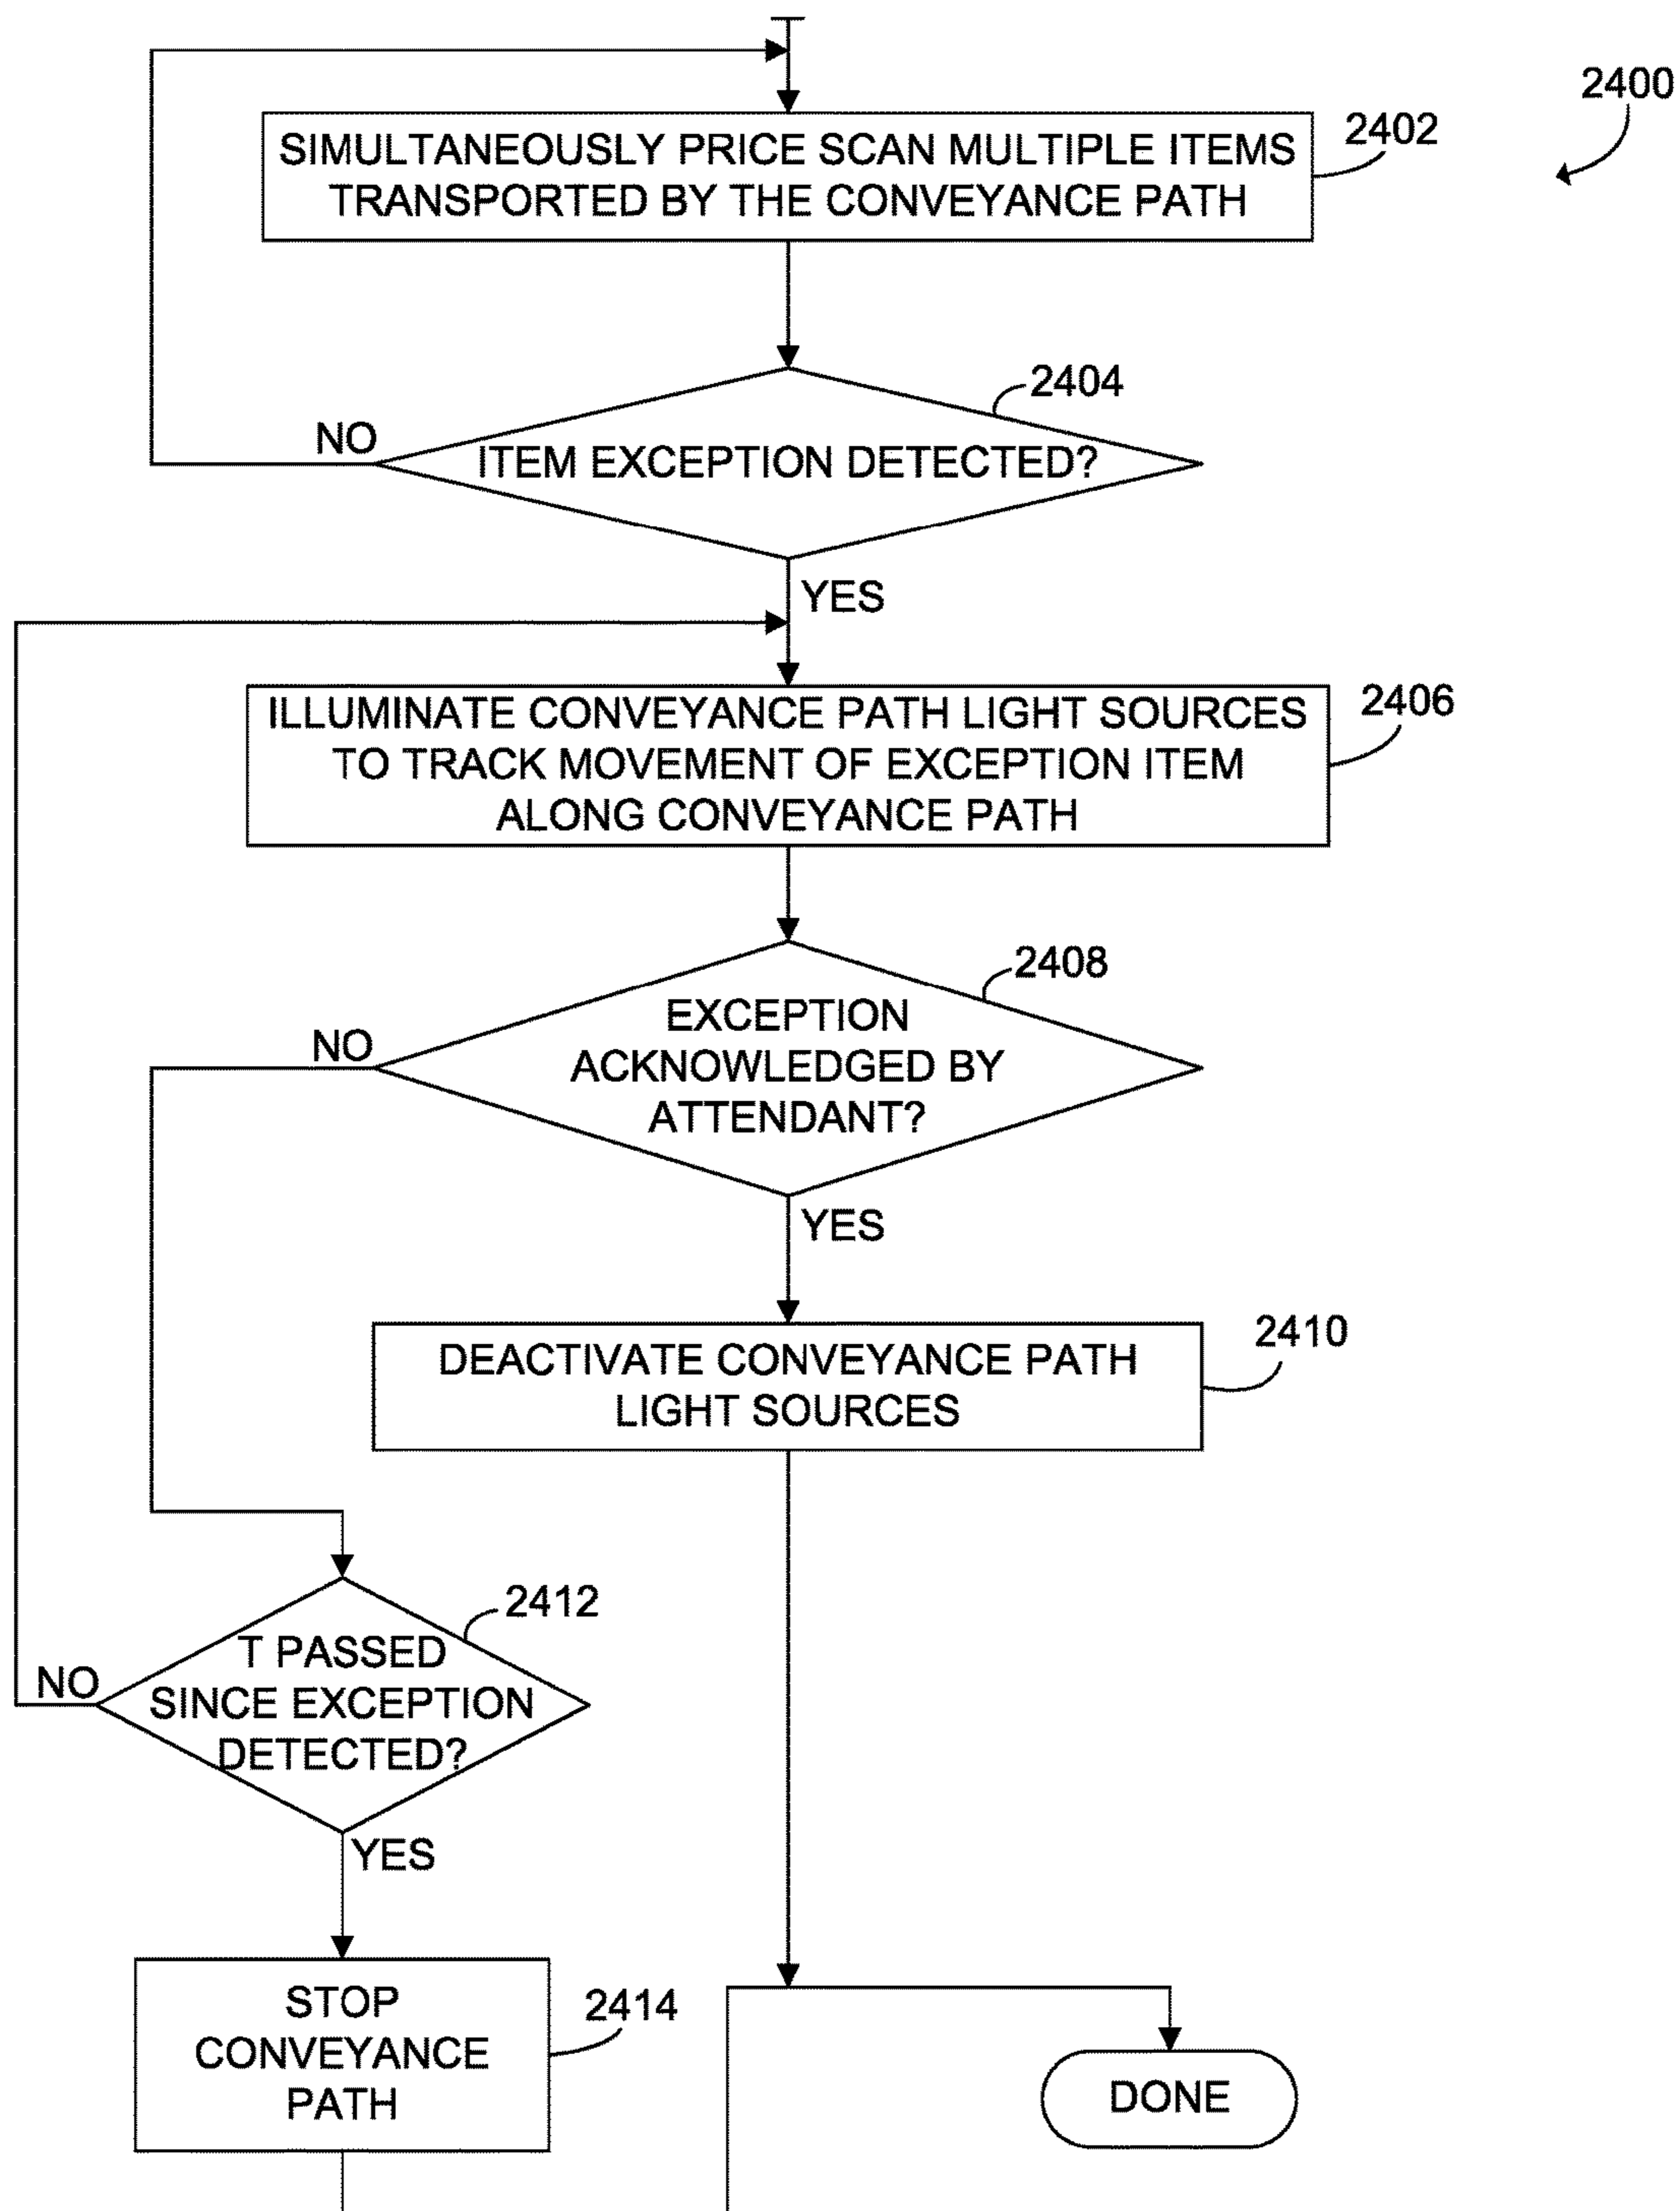 2400
SIMULTANEOUSLY PRICE SCAN MULTIPLE ITEMS
TRANSPORTED BY THE CONVEYANCE PATH
2402
2404
NO
ITEM EXCEPTION DETECTED?
YES
ILLUMINATE CONVEYANCE PATH LIGHT SOURCES
TO TRACK MOVEMENT OF EXCEPTION ITEM
ALONG CONVEYANCE PATH
2406
2408
NO
EXCEPTION
ACKNOWLEDGED BY
ATTENDANT?
YES
DEACTIVATE CONVEYANCE PATH
LIGHT SOURCES
2410
2412
NO
T PASSED
SINCE EXCEPTION
DETECTED?
YES
STOP
CONVEYANCE
PATH
2414
DONE